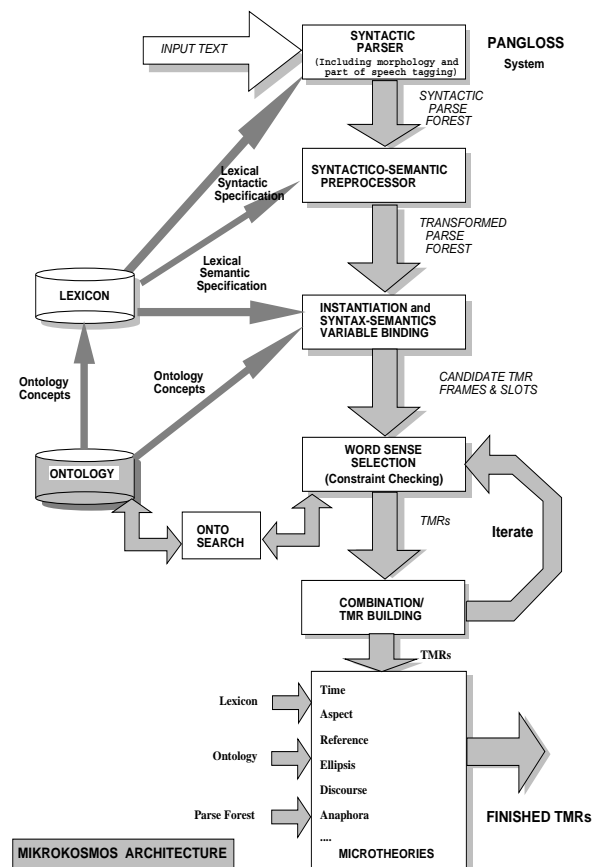 INPUT TEXT
SYNTACTIC
PARSER
(Including morphology and
part of speech tagging)
PANGLOSS
System
SYNTACTIC
PARSE
FOREST
Lexical
Syntactic
Specification
SYNTACTICO-SEMANTIC
PREPROCESSOR
TRANSFORMED
PARSE
FOREST
Lexical
Semantic
Specification
LEXICON
INSTANTIATION and
SYNTAX-SEMANTICS
VARIABLE BINDING
Ontology
Concepts
Ontology
Concepts
CANDIDATE TMR
FRAMES & SLOTS
ONTOLOGY
WORD SENSE
SELECTION
(Constraint Checking)
ONTO
SEARCH
TMRs
Iterate
COMBINATION/
TMR BUILDING
TMRs
Lexicon
Ontology
Parse Forest
Time
Aspect
Reference
Ellipsis
Discourse
Anaphora
....
MICROTHEORIES
FINISHED TMRs
MIKROKOSMOS ARCHITECTURE